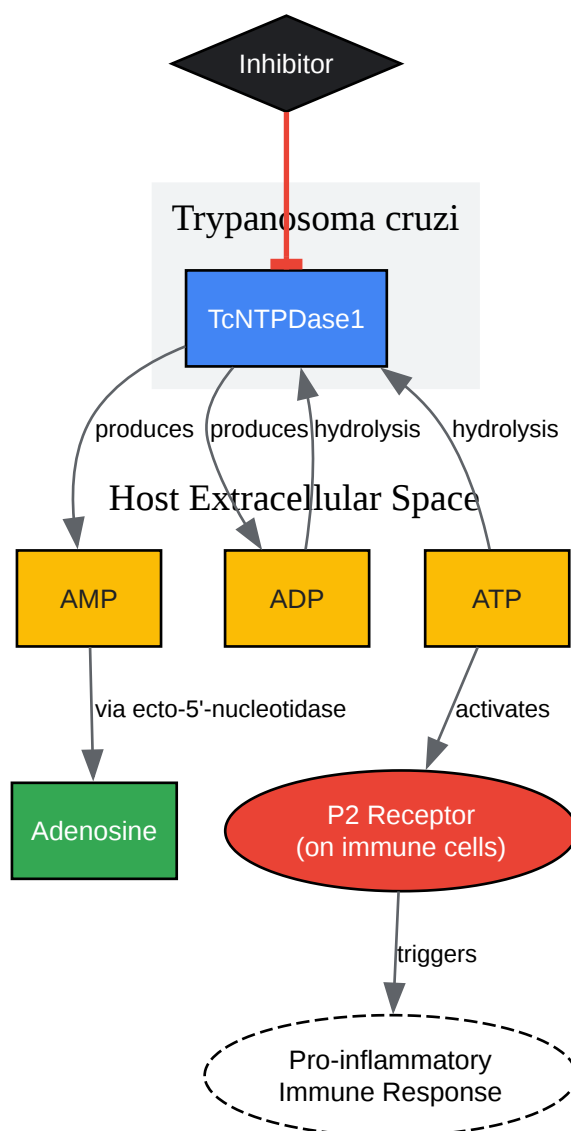 Inhibitor
Trypanosoma cruzi
TcNTPDase1
produces
produces
hydrolysis
hydrolysis
Host Extracellular Space
AMP
ADP
ATP
via ecto-5'-nucleotidase
activates
Adenosine
P2 Receptor
(on immune cells)
triggers
Pro-inflammatory
Immune Response